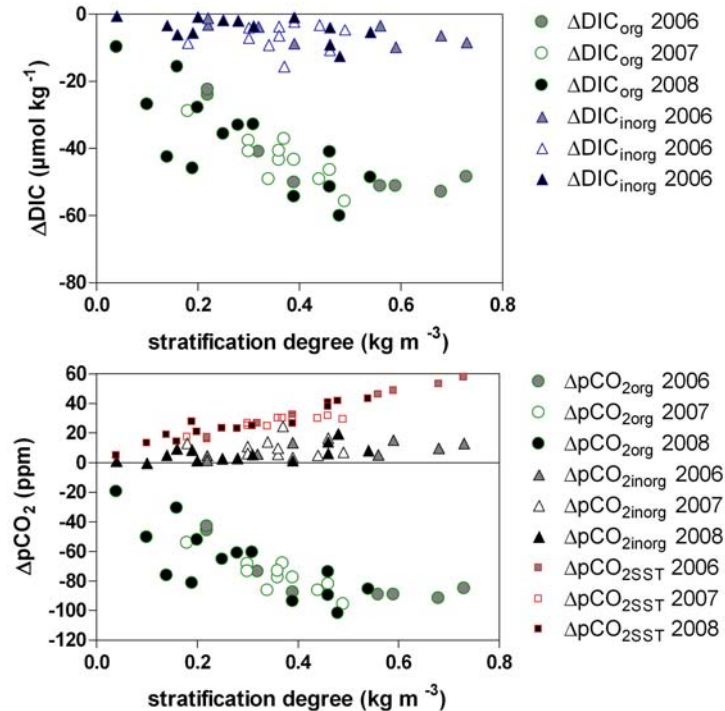 0
-20
-40
-60
-80
ΔDIC (μmol kg⁻¹)
0.0 0.2 0.4 0.6 0.8
stratification degree (kg m ⁻³)
ΔDICorg 2006
ΔDICorg 2007
ΔDICorg 2008
ΔDICinorg 2006
ΔDICinorg 2006
ΔDICinorg 2006
60
40
20
0
-20
-40
-60
-80
-100
-120
ΔpCO₂ (ppm)
0.0 0.2 0.4 0.6 0.8
stratification degree (kg m ⁻³)
ΔpCO2org 2006
ΔpCO2org 2007
ΔpCO2org 2008
ΔpCO2inorg 2006
ΔpCO2inorg 2007
ΔpCO2inorg 2008
ΔpCO2SST 2006
ΔpCO2SST 2007
ΔpCO2SST 2008